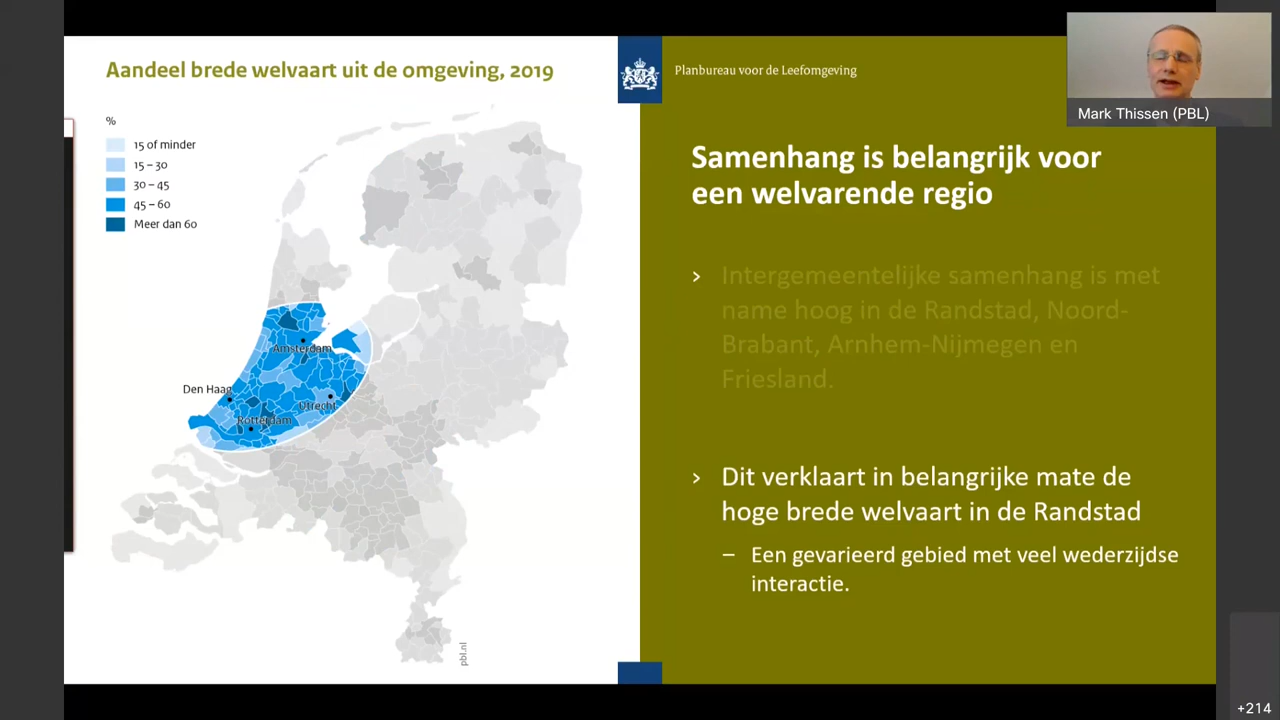 Aandeel brede welvaart uit de omgeving, 2019
%
15 of minder
15 – 30
30 – 45
45 – 60
Meer dan 60
Amsterdam
Den Haag
Utrecht
Rotterdam
pbl.nl
Planbureau voor de Leefomgeving
Mark Thissen (PBL)
Samenhang is belangrijk voor
een welvarende regio
› Intergemeentelijke samenhang is met
name hoog in de Randstad, Noord-
Brabant, Arnhem-Nijmegen en
Friesland.
› Dit verklaart in belangrijke mate de
hoge brede welvaart in de Randstad
– Een gevarieerd gebied met veel wederzijdse
interactie.
+214